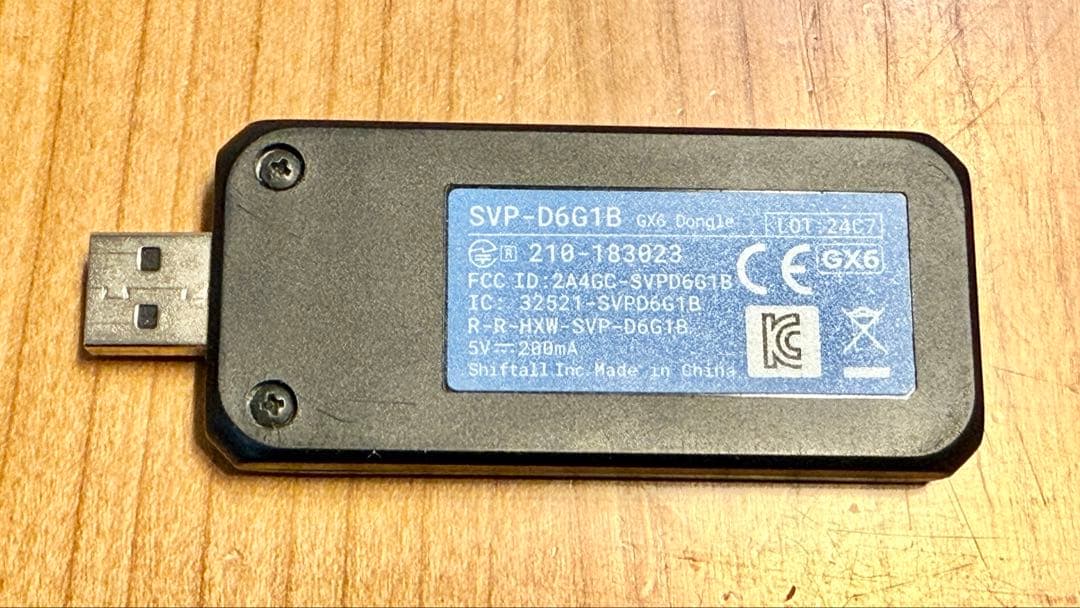 SVP-D6G1B GX6 Dongle LOT 24C7
R 210-183023
CE GX6
FCC ID:2A4GC-SVPD6G1B
IC: 32521-SVPD6G1B
R-R-HXW-SVP-D6G1B
KC
5V⎓200mA
Shiftall Inc Made in China